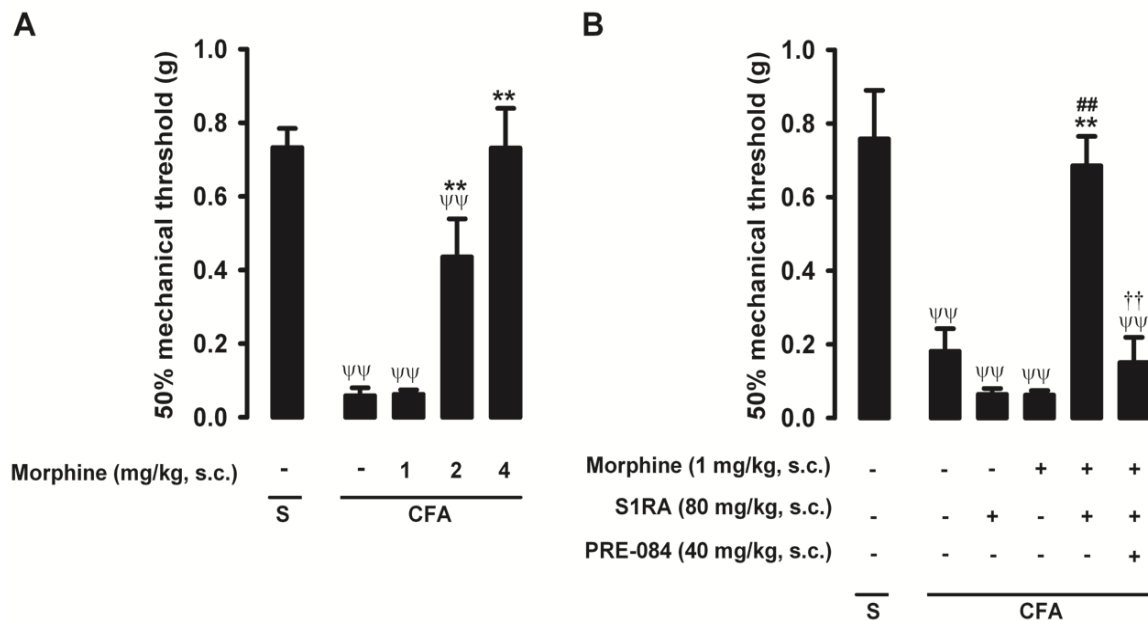 A
50% mechanical threshold (g)
1.0
0.8
0.6
0.4
0.2
0.0
**
**
ψψ
ψψ ψψ
Morphine (mg/kg, s.c.) - - 1 2 4
S CFA
B
50% mechanical threshold (g)
1.0
0.8
0.6
0.4
0.2
0.0
##
**
††
ψψ ψψ
ψψ ψψ
Morphine (1 mg/kg, s.c.) - - - + + +
S1RA (80 mg/kg, s.c.) - - + - + +
PRE-084 (40 mg/kg, s.c.) - - - - - +
S CFA